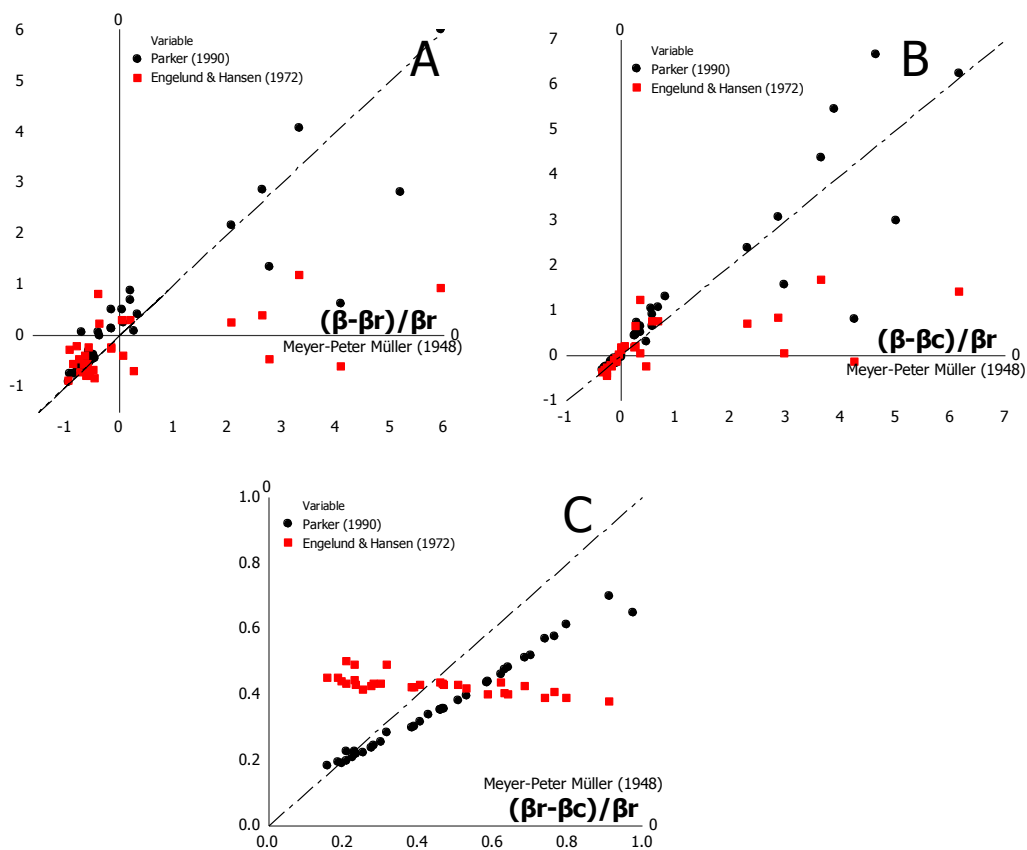 0
6
5
4
3
2
1
0
-1
Variable
Parker (1990)
Engelund & Hansen (1972)
A
(β-βr)/βr
0
Meyer-Peter Müller (1948)
-1
0
1
2
3
4
5
6
0
7
6
5
4
3
2
1
0
-1
Variable
Parker (1990)
Engelund & Hansen (1972)
B
(β-βc)/βr
0
Meyer-Peter Müller (1948)
-1
0
1
2
3
4
5
6
7
0
1.0
0.8
0.6
0.4
0.2
0.0
Variable
Parker (1990)
Engelund & Hansen (1972)
C
Meyer-Peter Müller (1948)
(βr-βc)/βr
0
0.0
0.2
0.4
0.6
0.8
1.0